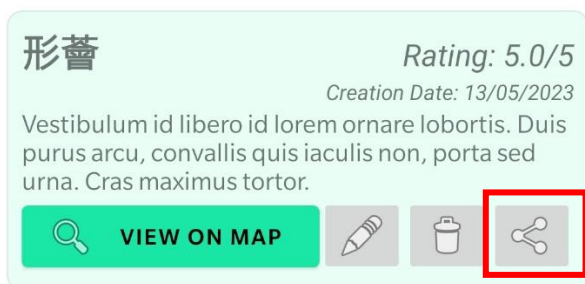 形薈
Rating: 5.0/5
Creation Date: 13/05/2023
Vestibulum id libero id lorem ornare lobortis. Duis
purus arcu, convallis quis iaculis non, porta sed
urna. Cras maximus tortor.
VIEW ON MAP